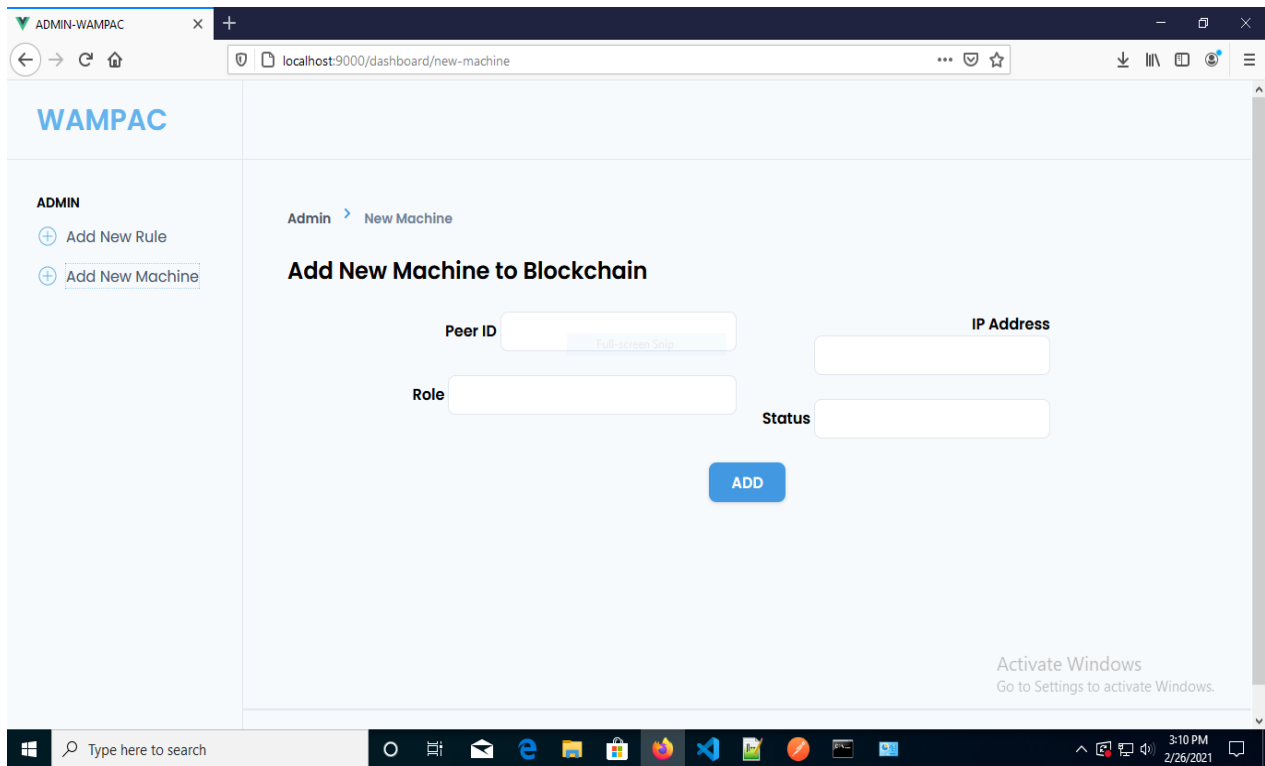 ADMIN-WAMPAC
localhost:9000/dashboard/new-machine
WAMPAC
ADMIN
Add New Rule
Add New Machine
Admin > New Machine
Add New Machine to Blockchain
Peer ID
IP Address
Full-screen Snip
Role
Status
ADD
Activate Windows
Go to Settings to activate Windows.
Type here to search
3:10 PM
2/26/2021